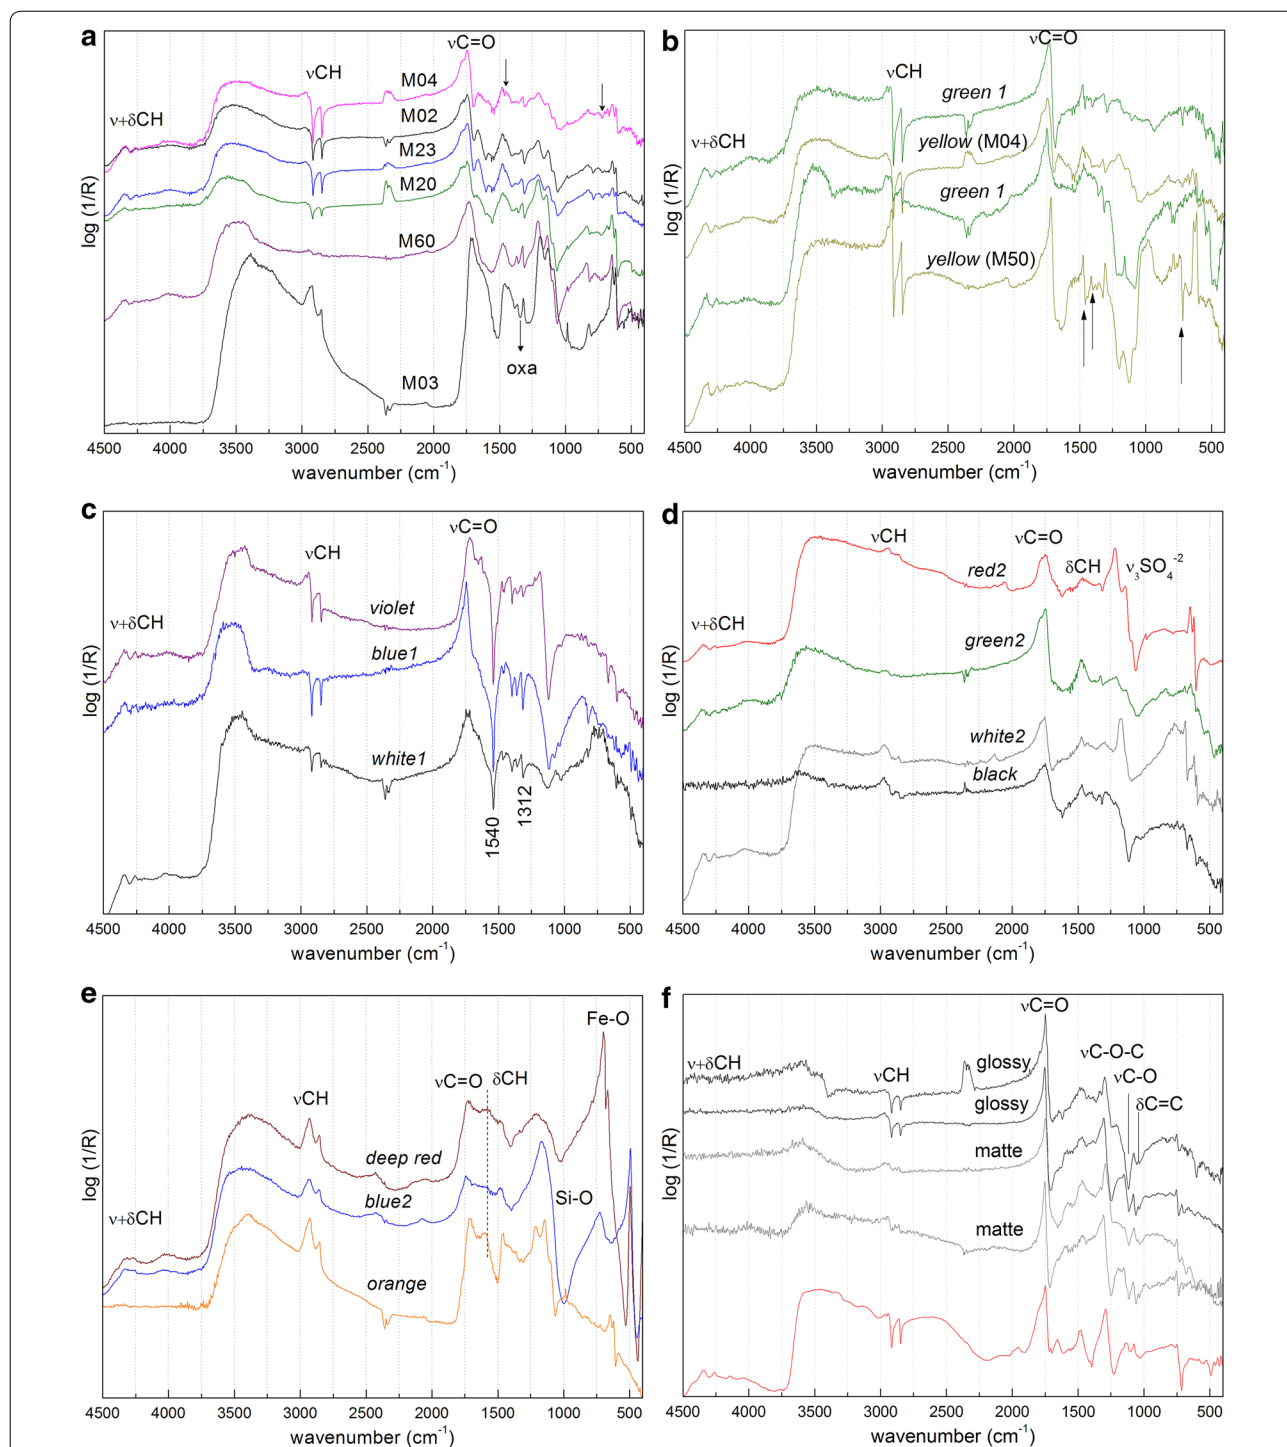 a
νC=O
νCH
M04
ν+δCH
M02
M23
M20
M60
M03
oxa
log (1/R)
4500 4000 3500 3000 2500 2000 1500 1000 500
wavenumber (cm-1)
b
νC=O
νCH
green 1
ν+δCH
yellow (M04)
green 1
yellow (M50)
log (1/R)
4500 4000 3500 3000 2500 2000 1500 1000 500
wavenumber (cm-1)
c
νC=O
νCH
violet
ν+δCH
blue1
white1
1540
1312
log (1/R)
4500 4000 3500 3000 2500 2000 1500 1000 500
wavenumber (cm-1)
d
νCH
νC=O
δCH
ν3SO4-2
red2
ν+δCH
green2
white2
black
log (1/R)
4500 4000 3500 3000 2500 2000 1500 1000 500
wavenumber (cm-1)
e
Fe-O
νC=O
δCH
νCH
deep red
blue2
Si-O
ν+δCH
orange
log (1/R)
4500 4000 3500 3000 2500 2000 1500 1000 500
wavenumber (cm-1)
f
νC=O
ν+δCH
glossy
νC-O-C
νCH
νC-O
glossy
δC=C
matte
matte
log (1/R)
4500 4000 3500 3000 2500 2000 1500 1000 500
wavenumber (cm-1)